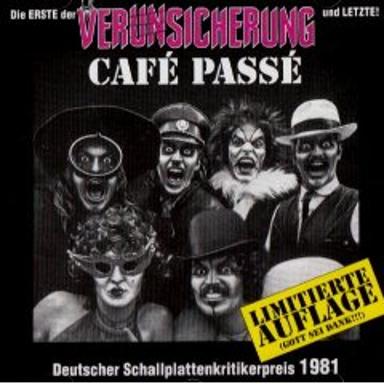 Die ERSTE der VERUNSICHERUNG und LETZTE!
CAFÉ PASSÉ
LIMITIERTE
AUFLAGE
(GOTT SEI DANK!!!)
Deutscher Schallplattenkritikerpreis 1981